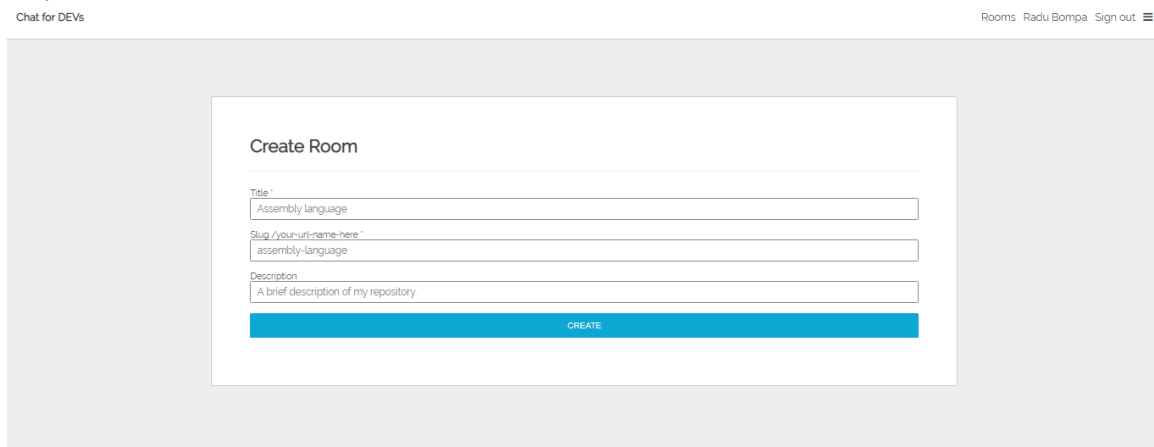 Chat for DEVs
Rooms Radu Bompa Sign out
Create Room
Title *
Assembly language
Slug /your-url-name-here *
assembly-language
Description
A brief description of my repository.
CREATE